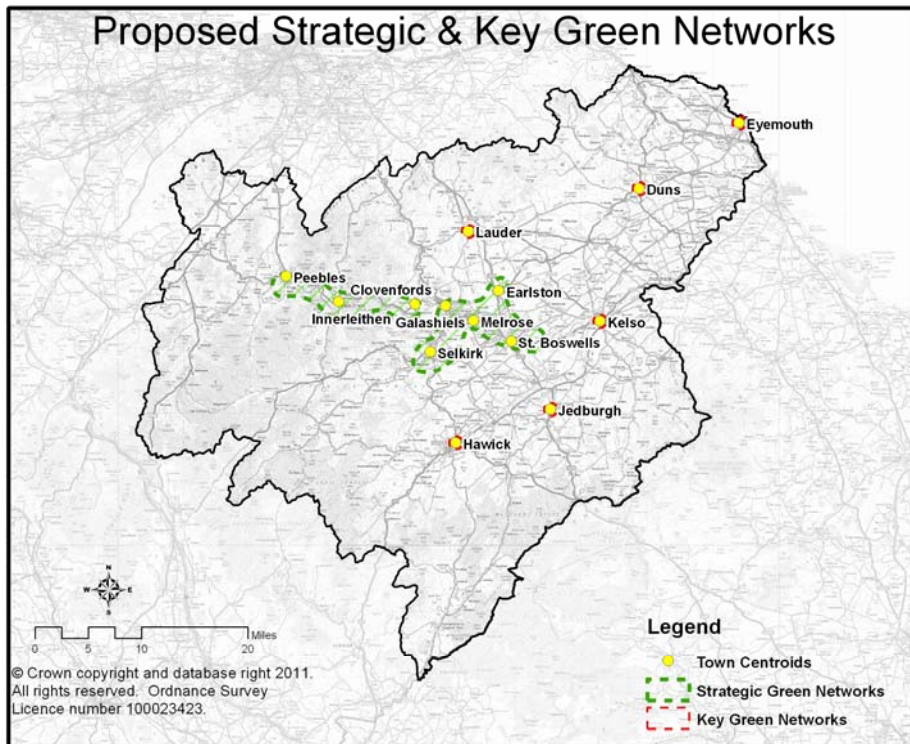 Proposed Strategic & Key Green Networks
Eyemouth
Duns
Lauder
Peebles
Clovenfords
Earlston
Innerleithen
Galashiels
Melrose
Kelso
St. Boswells
Selkirk
Jedburgh
Hawick
N
W
E
S
Miles
0 5 10 20
© Crown copyright and database right 2011.
All rights reserved. Ordnance Survey
Licence number 100023423.
Legend
Town Centroids
Strategic Green Networks
Key Green Networks